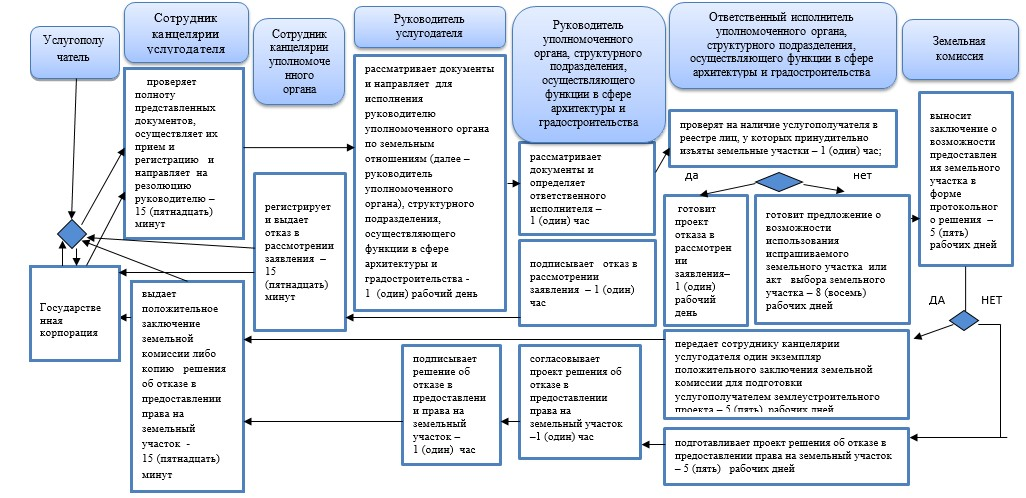 Услугополу
чатель
Сотрудник
канцелярии
услугодателя
Сотрудник
канцелярии
уполномоче
нного
органа
Руководитель
услугодателя
Руководитель
уполномоченного
органа, структурного
подразделения,
осуществляющего
функции в сфере
архитектуры и
градостроительства
Ответственный исполнитель
уполномоченного органа,
структурного подразделения,
осуществляющего функции в сфере
архитектуры и градостроительства
Земельная
комиссия
проверяет
полноту
представленных
документов,
осуществляет их
прием и
регистрацию и
направляет на
резолюцию
руководителю –
15 (пятнадцать)
минут
регистрирует
и выдает
отказ в
рассмотрении
заявления –
15
(пятнадцать)
минут
рассматривает документы
и направляет для
исполнения
руководителю
уполномоченного органа
по земельным
отношениям (далее –
руководитель
уполномоченного
органа), структурного
подразделения,
осуществляющего
функции в сфере
архитектуры и
градостроительства -
1 (один) рабочий день
рассматривает
документы и
определяет
ответственного
исполнителя –
1 (один) час
подписывает отказ в
рассмотрении
заявления – 1 (один)
час
проверят на наличие услугополучателя в
реестре лиц, у которых принудительно
изъяты земельные участки – 1 (один) час;
да
нет
готовит
проект
отказа в
рассмотрен
ии
заявления–
1 (один)
рабочий
день
готовит предложение о
возможности
использования
испрашиваемого
земельного участка или
акт выбора земельного
участка – 8 (восемь)
рабочих дней
выносит
заключение о
возможности
предоставлен
ия земельного
участка в
форме
протокольног
о решения –
5 (пять)
рабочих дней
ДА
НЕТ
Государстве
нная
корпорация
выдает
положительное
заключение
земельной
комиссии либо
копию решения
об отказе в
предоставлении
права на
земельный
участок -
15 (пятнадцать)
минут
подписывает
решение об
отказе в
предоставлени
и права на
земельный
участок –
1 (один) час
согласовывает
проект решения об
отказе в
предоставлении
права на
земельный участок
–1 (один) час
передает сотруднику канцелярии
услугодателя один экземпляр
положительного заключения земельной
комиссии для подготовки
услугополучателем землеустроительного
проекта – 5 (пять) рабочих дней
подготавливает проект решения об отказе в
предоставлении права на земельный участок
– 5 (пять) рабочих дней